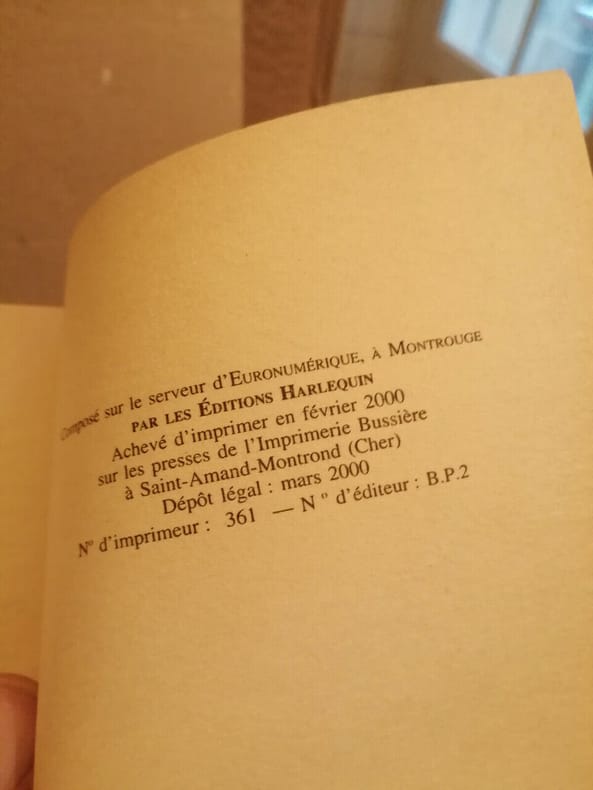 Composé sur le serveur d'EURONUMÉRIQUE, À MONTROUGE
PAR LES ÉDITIONS HARLEQUIN
Achevé d'imprimer en février 2000
sur les presses de l'Imprimerie Bussière
à Saint-Amand-Montrond (Cher)
Dépôt légal : mars 2000
N° d'imprimeur : 361 — N ° d'éditeur : B.P.2